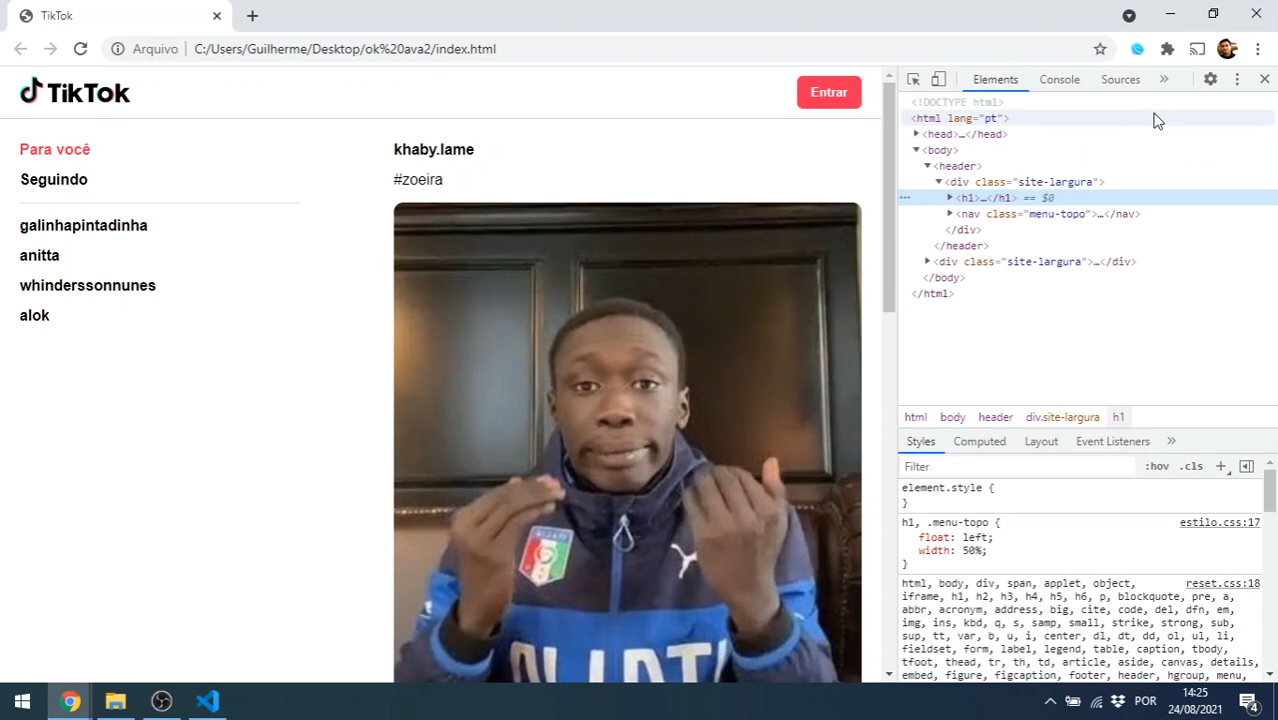 TikTok
Arquivo C:/Users/Guilherme/Desktop/ok%20ava2/index.html
TikTok
Entrar
Para você
Seguindo
galinhapintadinha
anitta
whinderssonnunes
alok
khaby.lame
#zoeira
Elements Console Sources »
<!DOCTYPE html>
<html lang="pt">
<head>…</head>
<body>
<header>
<div class="site-largura">
… <h1>…</h1> == $0
<nav class="menu-topo">…</nav>
</div>
</header>
<div class="site-largura">…</div>
</body>
</html>
html body header div.site-largura h1
Styles Computed Layout Event Listeners »
Filter :hov .cls +
element.style {
}
h1, .menu-topo { estilo.css:17
float: left;
width: 50%;
}
html, body, div, span, applet, object, reset.css:18
iframe, h1, h2, h3, h4, h5, h6, p, blockquote, pre, a,
abbr, acronym, address, big, cite, code, del, dfn, em,
img, ins, kbd, q, s, samp, small, strike, strong, sub,
sup, tt, var, b, u, i, center, dl, dt, dd, ol, ul, li,
fieldset, form, label, legend, table, caption, tbody,
tfoot, thead, tr, th, td, article, aside, canvas, details,
embed, figure, figcaption, footer, header, hgroup, menu,
POR
14:25
24/08/2021
4